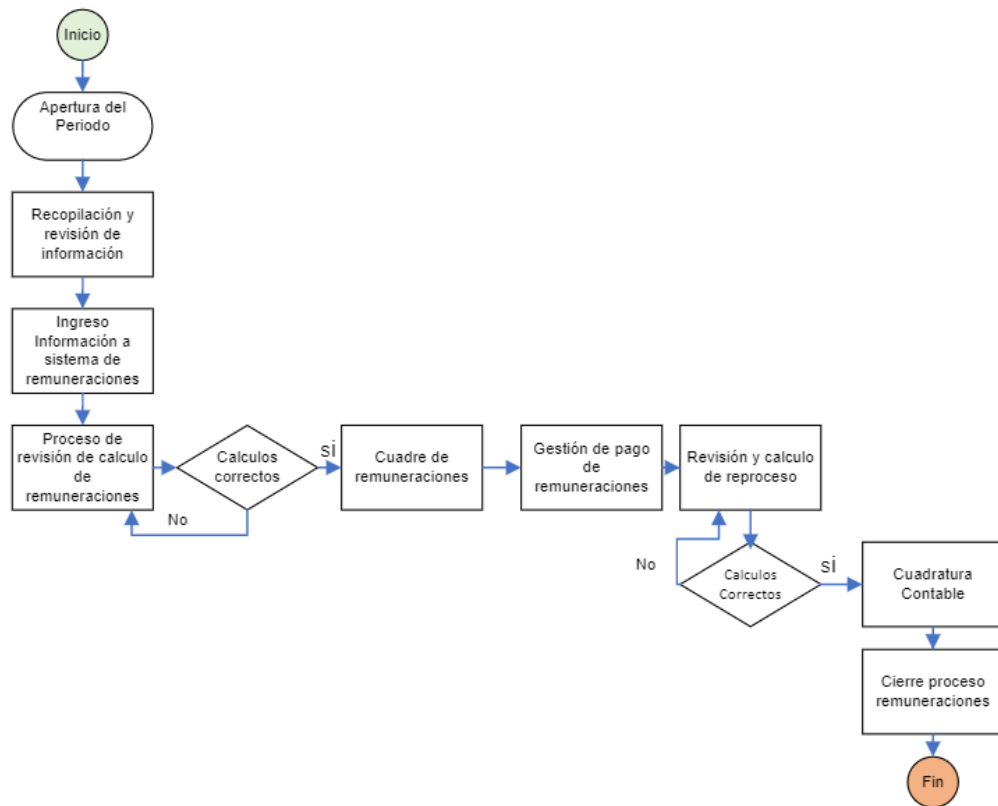 Inicio
Apertura del
Periodo
Recopilación y
revisión de
información
Ingreso
Información a
sistema de
remuneraciones
Proceso de
revisión de calculo
de
remuneraciones
Calculos
correctos
si
No
Cuadre de
remuneraciones
Gestión de pago
de
remuneraciones
Revisión y calculo
de reproceso
No
Calculos
Correctos
si
Cuadratura
Contable
Cierre proceso
remuneraciones
Fin